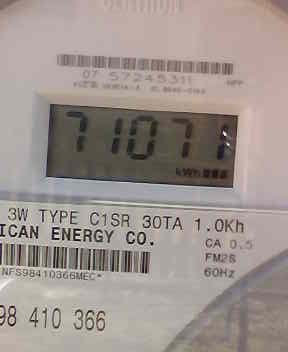 07 57245311
71071
kWh
3W TYPE C1SR 30TA 1.0Kh
ICAN ENERGY CO.
CA 0.5
NFS98410366MEC*
FM2S
60Hz
98 410 366